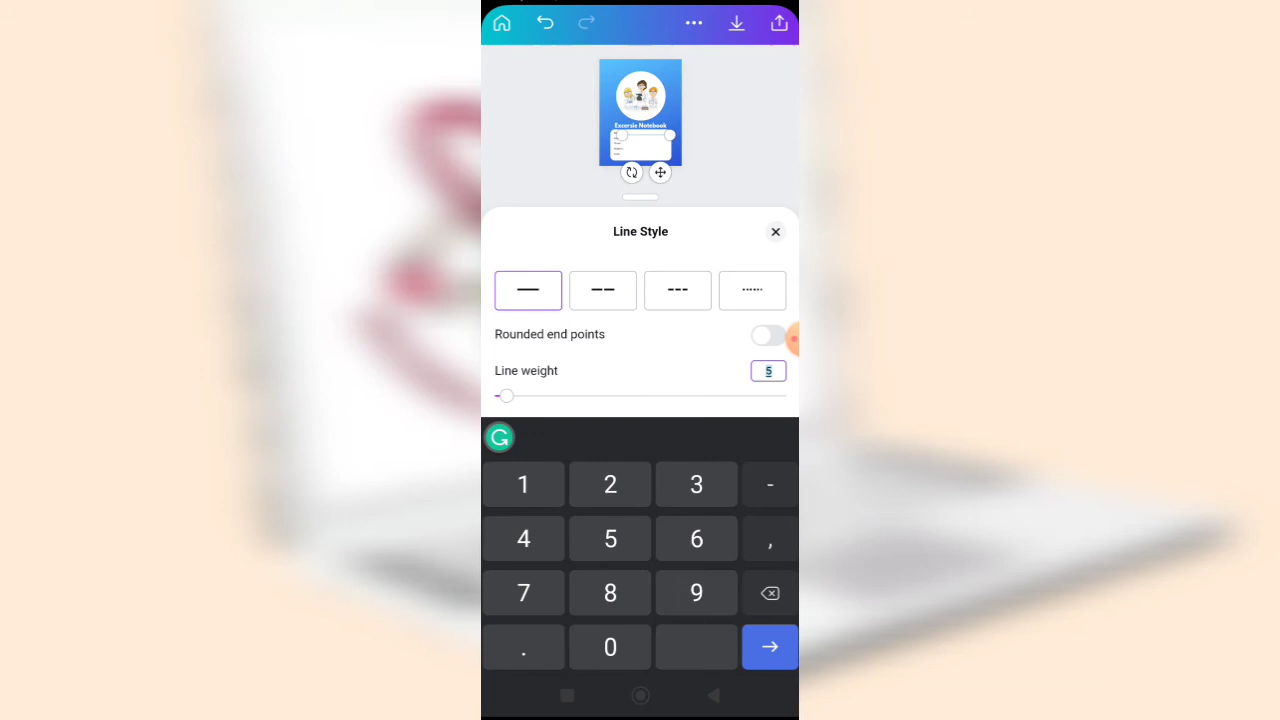 Excersie Notebook
Line Style
Rounded end points
Line weight
5
1 2 3 -
4 5 6 ,
7 8 9
. 0